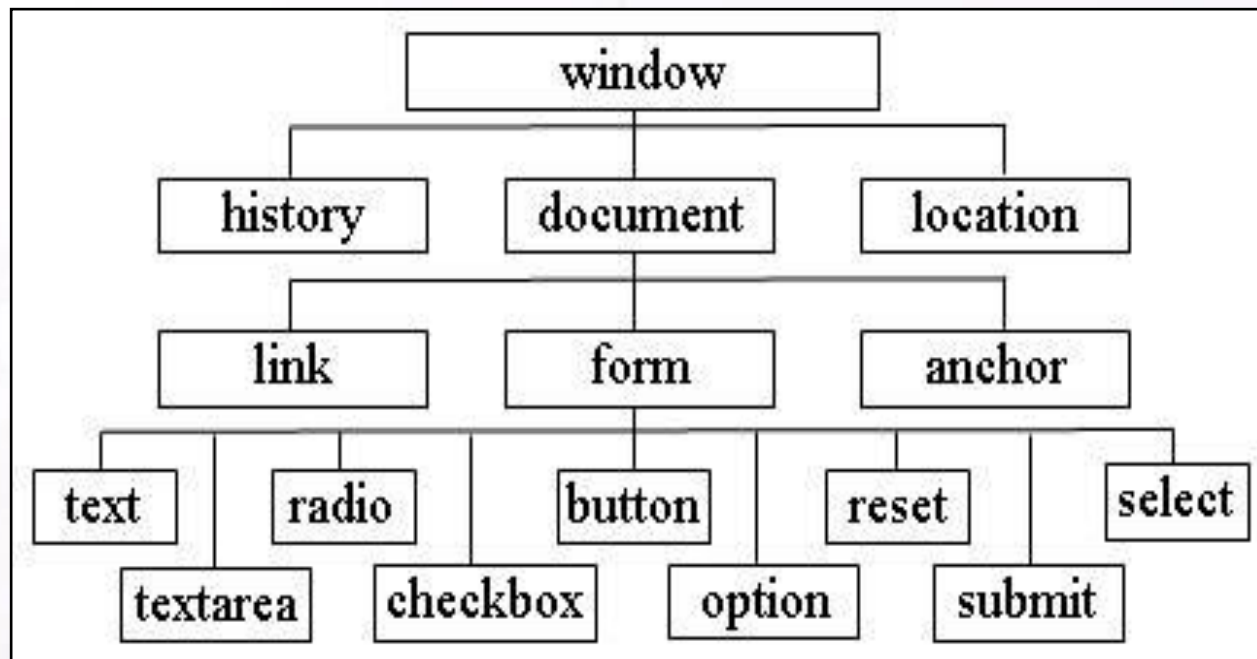 window
history document location
link form anchor
text radio button reset select
textarea checkbox option submit